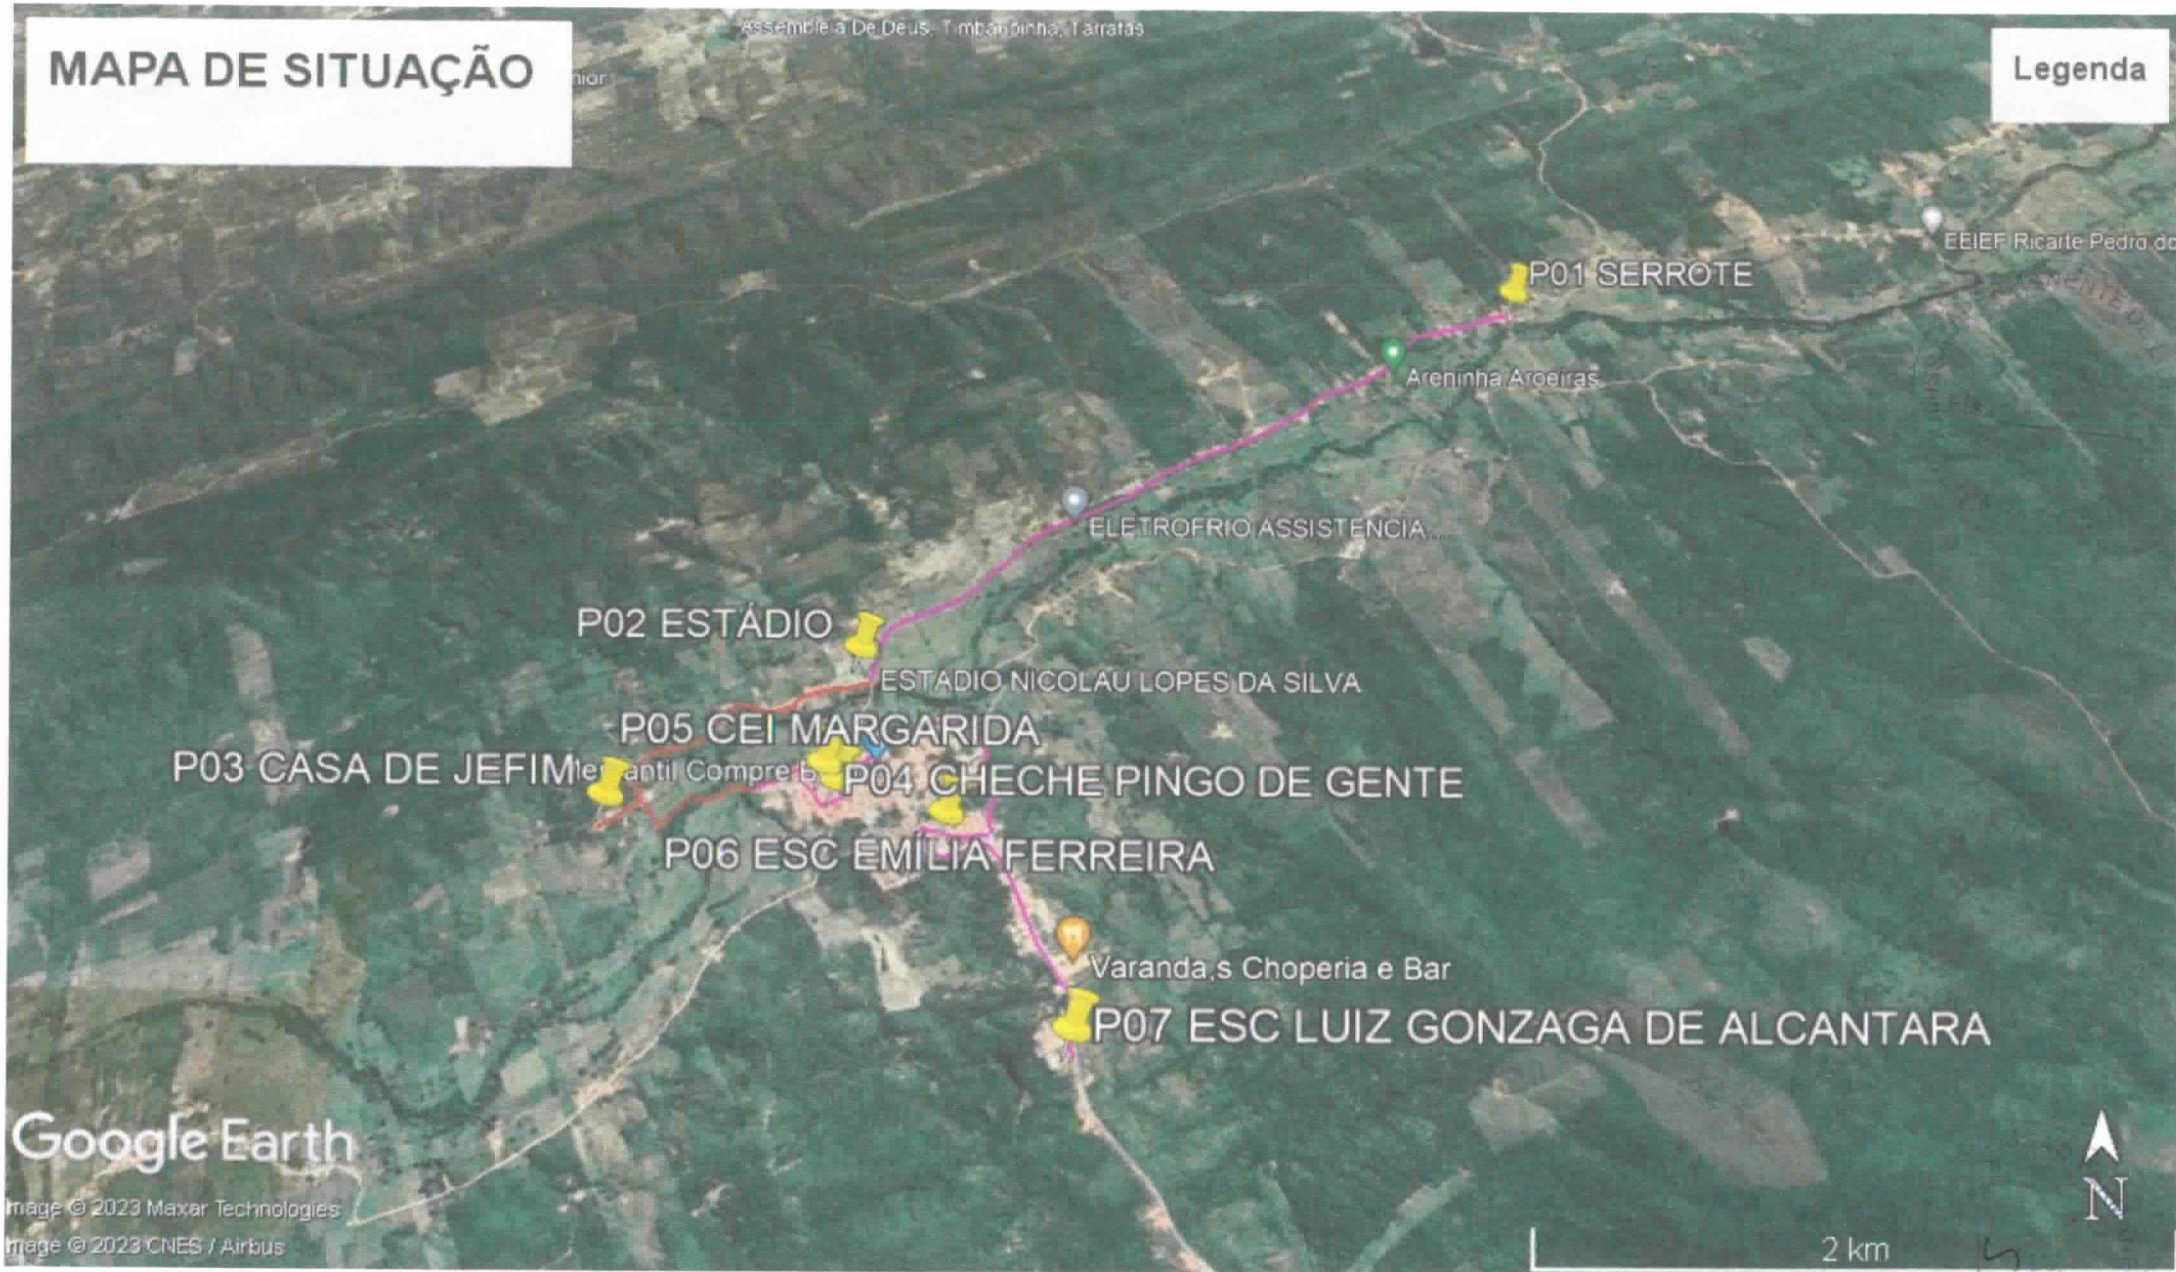 Assembleia De Deus, Timbaubinha, Tarrafas
MAPA DE SITUAÇÃO
nior
Legenda
EEIEF Ricarte Pedro do
P01 SERROTE
Areninha Aroeiras
ELETROFRIO ASSISTENCIA...
P02 ESTÁDIO
ESTADIO NICOLAU LOPES DA SILVA
P05 CEI MARGARIDA
P03 CASA DE JEFIM
antil Compre B
P04 CHECHE PINGO DE GENTE
P06 ESC EMÍLIA FERREIRA
Varanda,s Choperia e Bar
P07 ESC LUIZ GONZAGA DE ALCANTARA
Google Earth
Image © 2023 Maxar Technologies
Image © 2023 CNES / Airbus
N
2 km